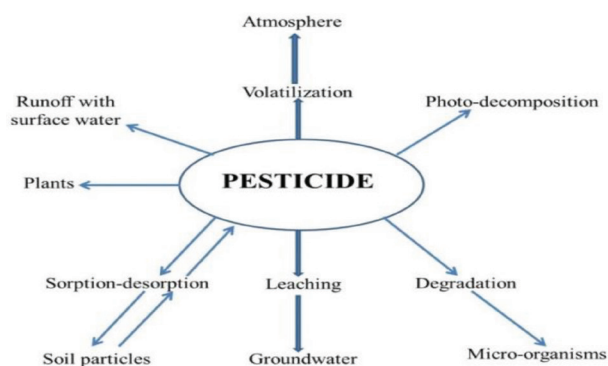 Atmosphere
Volatilization
Runoff with
surface water
Photo-decomposition
Plants
PESTICIDE
Sorption-desorption
Leaching
Degradation
Soil particles
Groundwater
Micro-organisms